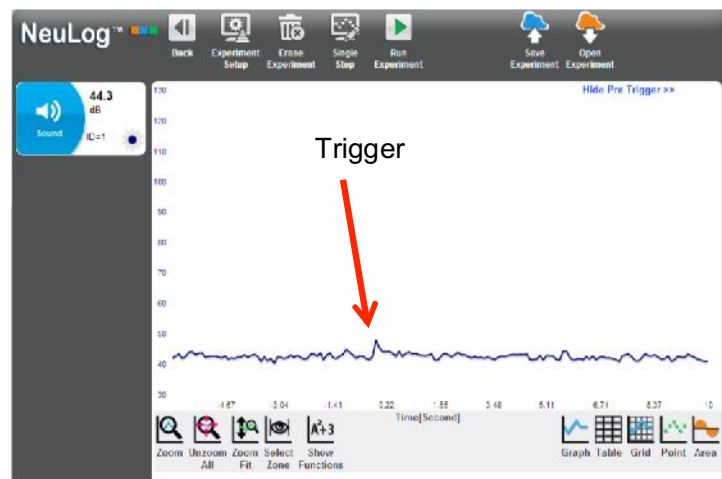 NeuLog™
Back
Experiment Setup
Erase Experiment
Single Step
Run Experiment
Save Experiment
Open Experiment
44.3
dB
Sound
ID=1
Hide Pre Trigger >>
130
120
110
100
90
80
70
60
50
40
30
Trigger
-4.67 -3.04 -1.41 0.22 1.85 3.48 5.11 6.74 8.37 10
Time[Second]
A²+3
Zoom
Unzoom All
Zoom Fit
Select Zone
Show Functions
Graph
Table
Grid
Point
Area